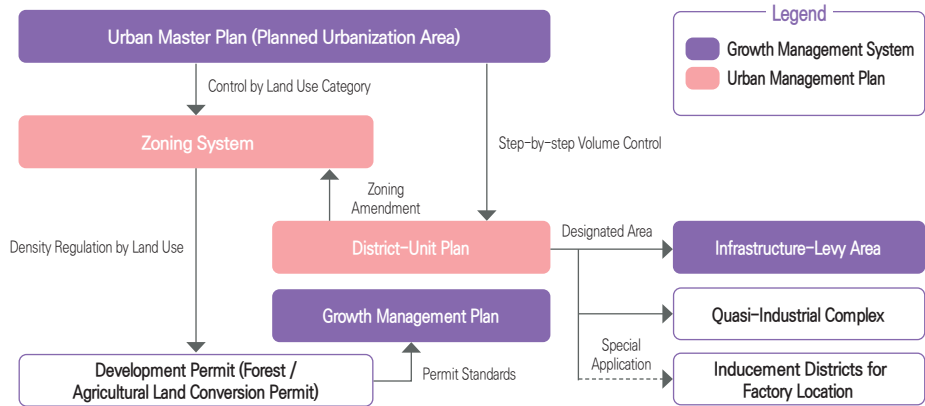 Legend
Urban Master Plan (Planned Urbanization Area)
Growth Management System
Urban Management Plan
Control by Land Use Category
Zoning System
Step-by-step Volume Control
Zoning
Amendment
Density Regulation by Land Use
District-Unit Plan
Designated Area
Infrastructure-Levy Area
Growth Management Plan
Quasi-Industrial Complex
Special
Application
Development Permit (Forest /
Agricultural Land Conversion Permit)
Permit Standards
Inducement Districts for
Factory Location